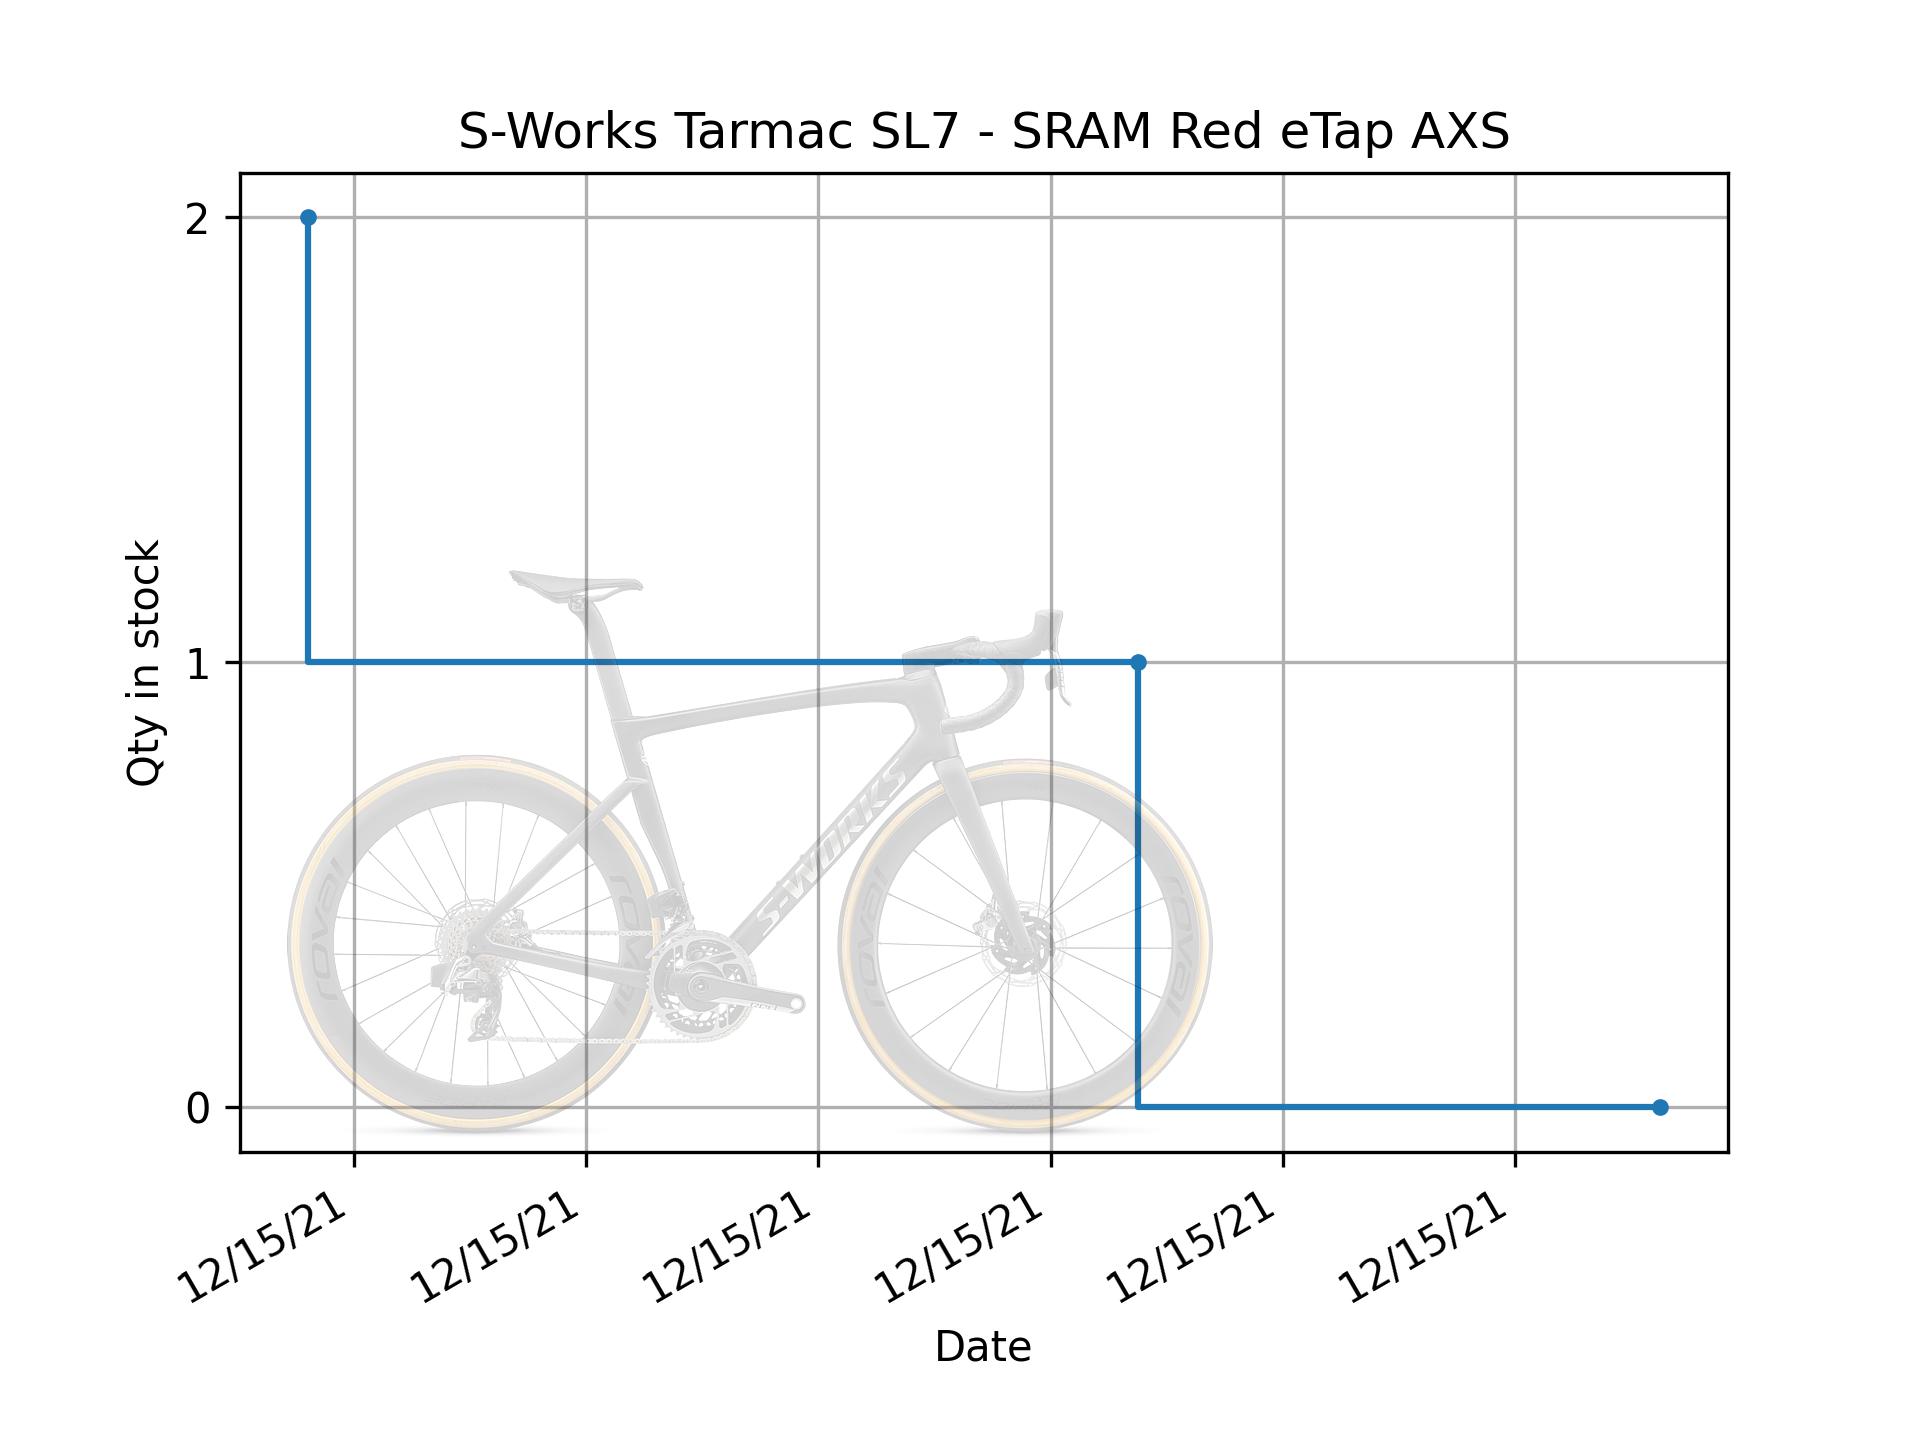 S-Works Tarmac SL7 - SRAM Red eTap AXS
Qty in stock
2
1
0
S-WORKS
roval
roval
roval
roval
12/15/21
12/15/21
12/15/21
12/15/21
12/15/21
12/15/21
Date